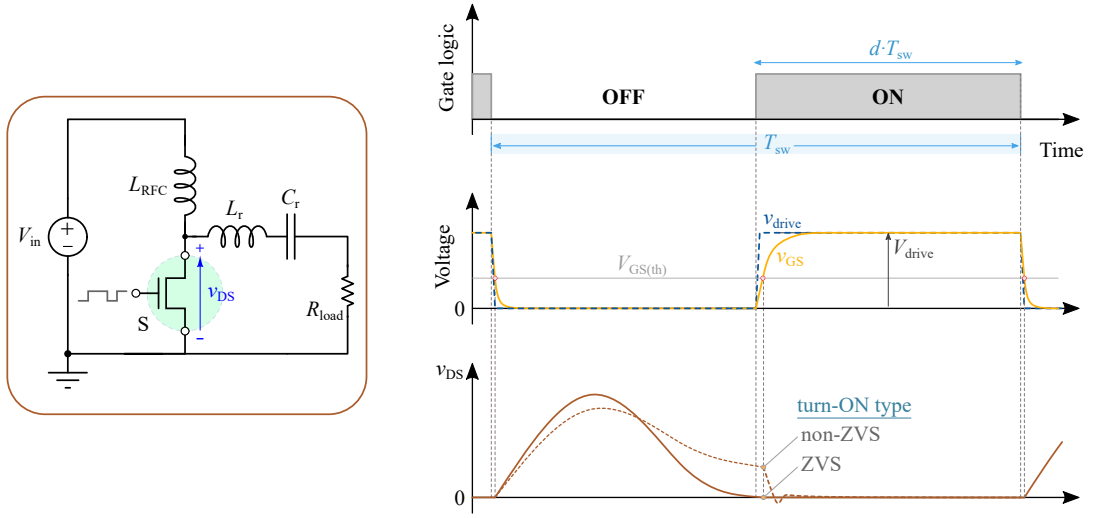 L_RFC
L_r
C_r
V_in
+
−
+
v_DS
−
S
R_load
Gate logic
d·T_sw
OFF
ON
T_sw
Time
Voltage
v_drive
V_GS(th)
v_GS
V_drive
0
v_DS
turn-ON type
non-ZVS
ZVS
0